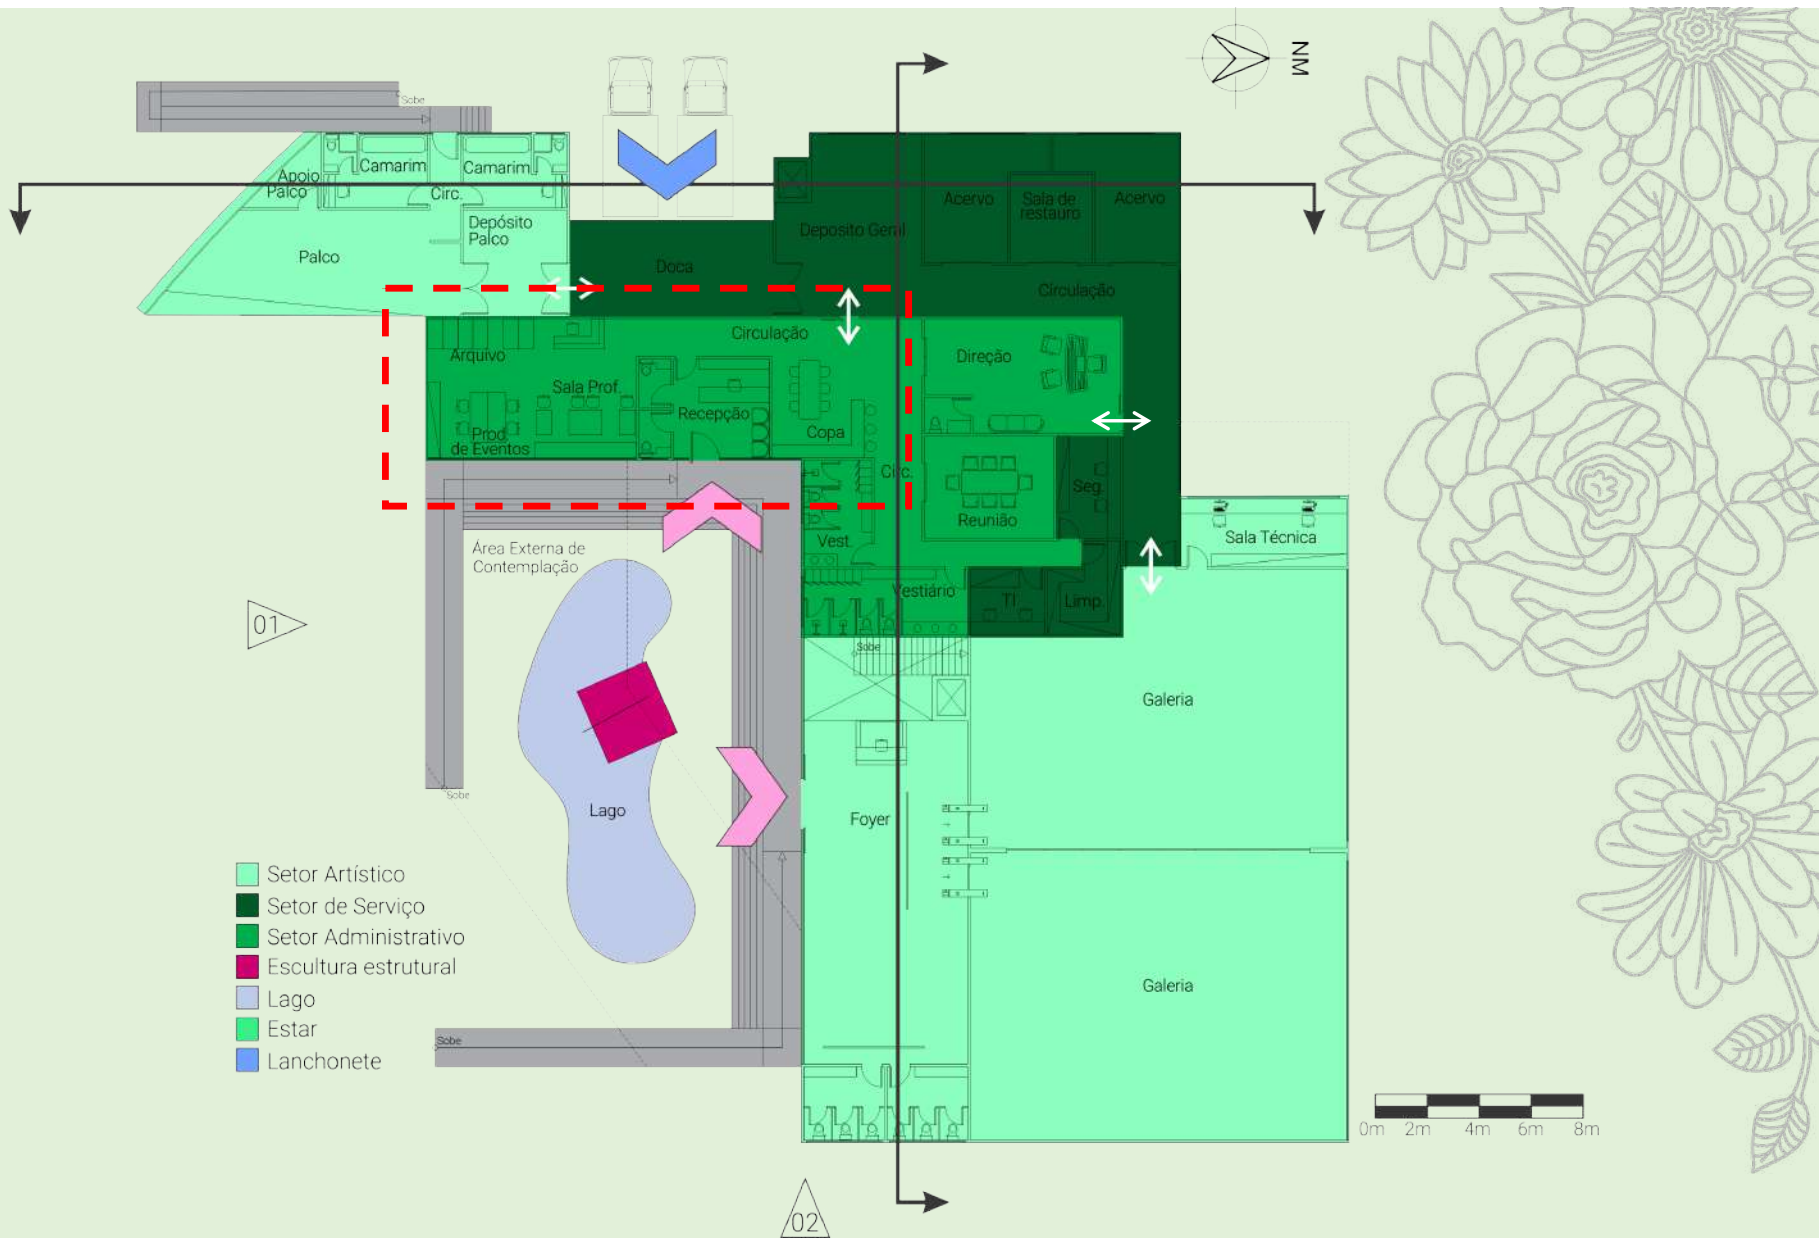 NM
Sobe
Camarim
Camarim
Apoio
Palco
Circ.
Depósito
Palco
Palco
Acervo
Sala de
restauro
Acervo
Deposito Geral
Doca
Circulação
Circulação
Arquivo
Direção
Sala Prof.
Recepção
Copa
Prod.
de Eventos
Circ.
Seg.
Reunião
Sala Técnica
Vest.
Área Externa de
Contemplação
Vestiário
TI
Limp.
01
Sobe
Galeria
Sobe
Lago
Foyer
Setor Artístico
Setor de Serviço
Setor Administrativo
Escultura estrutural
Lago
Estar
Lanchonete
Galeria
Sobe
0m 2m 4m 6m 8m
02